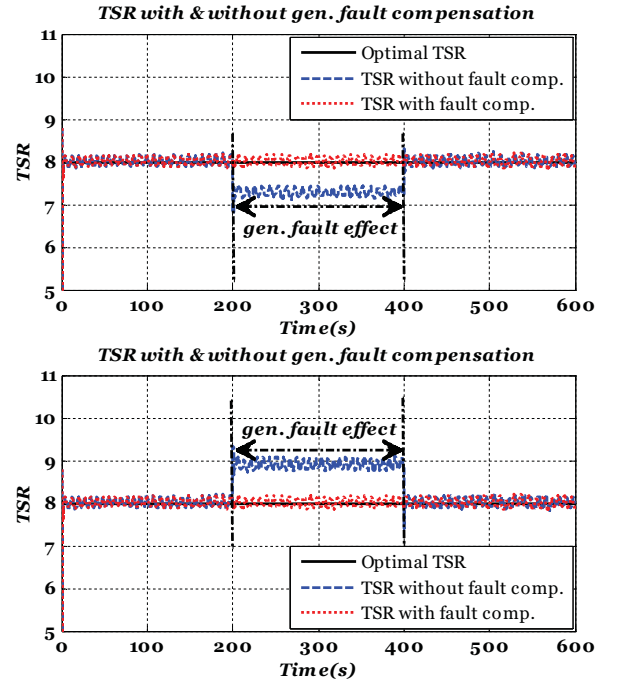 TSR with & without gen. fault compensation
11
10
9
8
7
6
5
TSR
Optimal TSR
TSR without fault comp.
TSR with fault comp.
gen. fault effect
0 100 200 300 400 500 600
Time(s)
TSR with & without gen. fault compensation
11
10
9
8
7
6
5
TSR
gen. fault effect
Optimal TSR
TSR without fault comp.
TSR with fault comp.
0 100 200 300 400 500 600
Time(s)